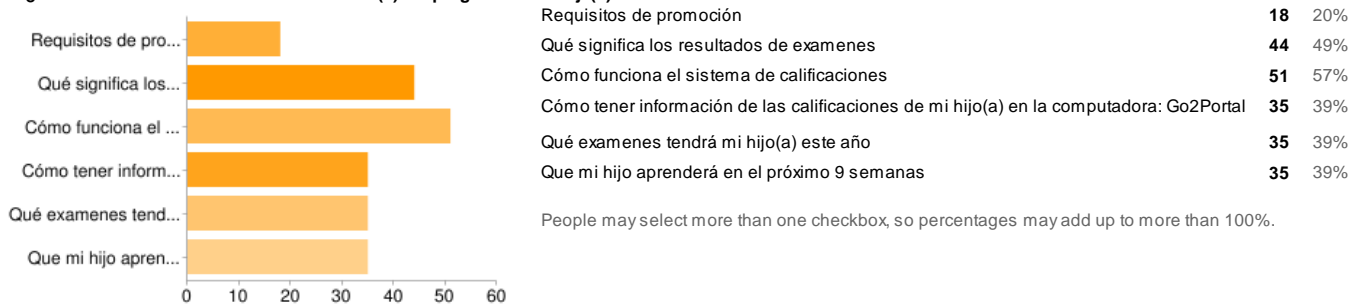 Requisitos de pro...
Qué significa los...
Cómo funciona el ...
Cómo tener inform...
Qué examenes tend...
Que mi hijo apren...
0 10 20 30 40 50 60
Requisitos de promoción 18 20%
Qué significa los resultados de examenes 44 49%
Cómo funciona el sistema de calificaciones 51 57%
Cómo tener información de las calificaciones de mi hijo(a) en la computadora: Go2Portal 35 39%
Qué examenes tendrá mi hijo(a) este año 35 39%
Que mi hijo aprenderá en el próximo 9 semanas 35 39%
People may select more than one checkbox, so percentages may add up to more than 100%.